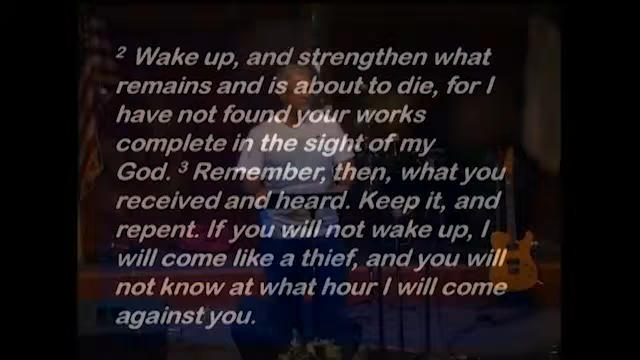 2 Wake up, and strengthen what
remains and is about to die, for I
have not found your works
complete in the sight of my
God. 3 Remember, then, what you
received and heard. Keep it, and
repent. If you will not wake up, I
will come like a thief, and you will
not know at what hour I will come
against you.